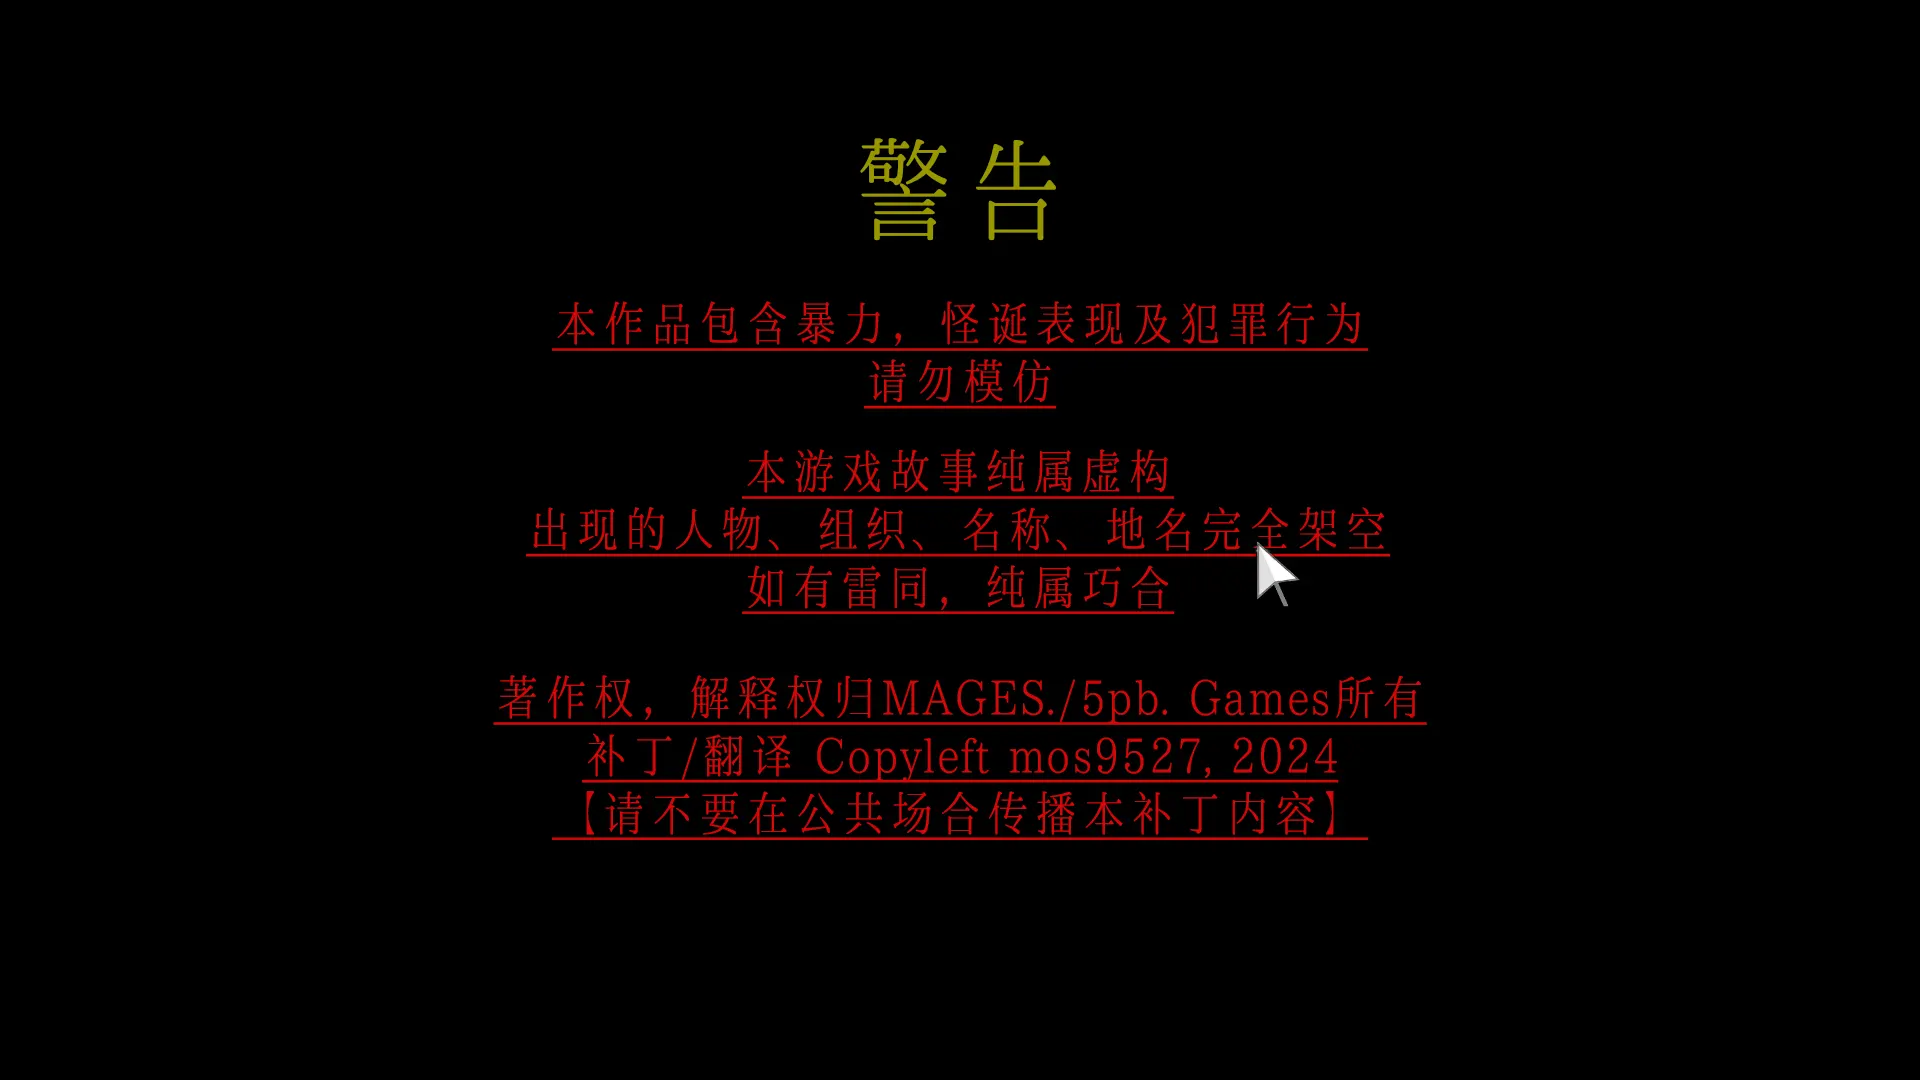 警告
本作品包含暴力，怪诞表现及犯罪行为
请勿模仿
本游戏故事纯属虚构
出现的人物、组织、名称、地名完全架空
如有雷同，纯属巧合
著作权，解释权归MAGES./5pb. Games所有
补丁/翻译 Copyleft mos9527, 2024
【请不要在公共场合传播本补丁内容】